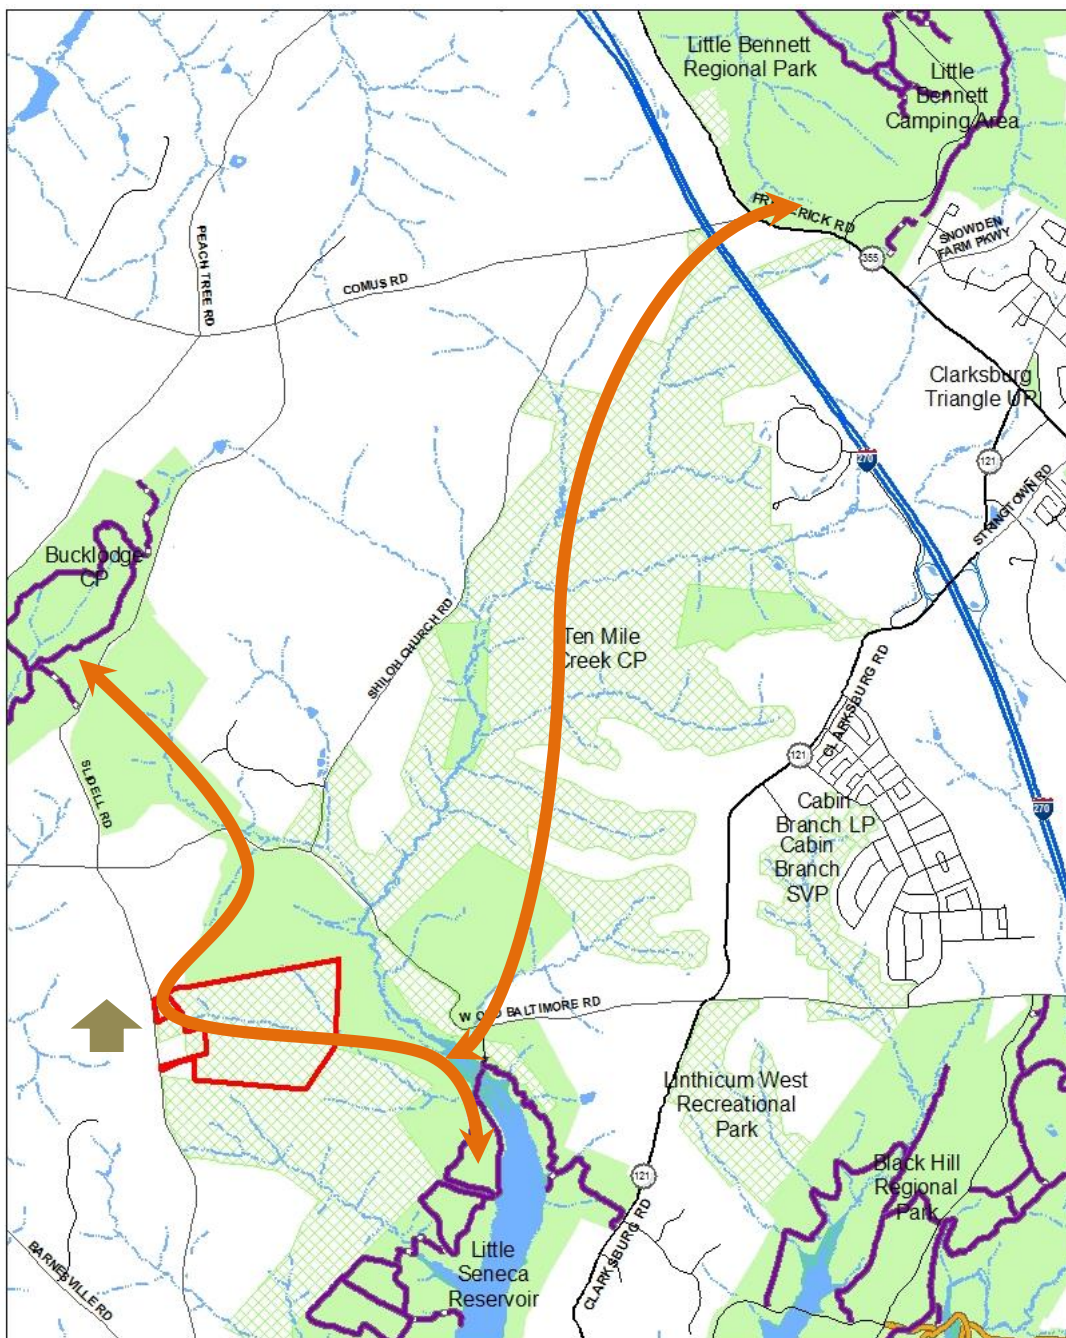 Little Bennett
Regional Park
Little
Bennett
Camping Area
FREDERICK RD
SNOWDEN
FARM PKWY
355
PEACH TREE RD
COMUS RD
Clarksburg
Triangle UP
270
121
STRINGTOWN RD
Bucklodge
CP
SHILOH CHURCH RD
Ten Mile
Creek CP
CLARKSBURG RD
121
SLIDELL RD
Cabin
Branch LP
Cabin
Branch
SVP
270
BALTIMORE RD
Linthicum West
Recreational
Park
Black Hill
Regional
Park
121
CLARKSBURG RD
BARNESVILLE RD
Little
Seneca
Reservoir